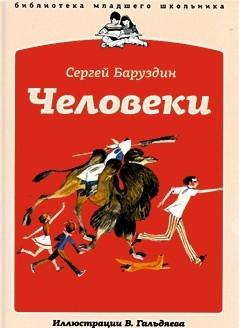 библиотека младшего школьника
Сергей Баруздин
Человеки
Иллюстрации В. Гальдяева